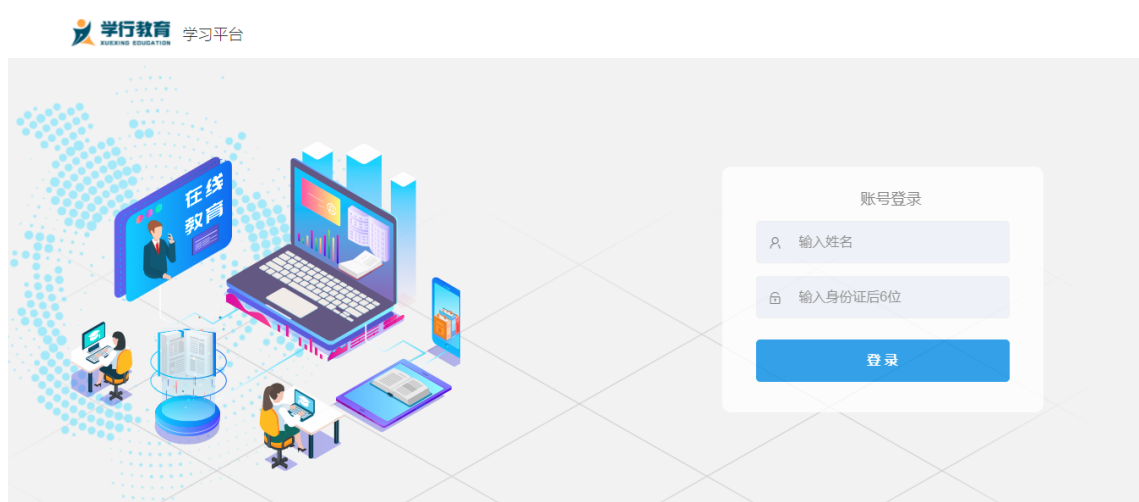 学行教育 学习平台
XUEXING EDUCATION
在线
教育
账号登录
输入姓名
输入身份证后6位
登录